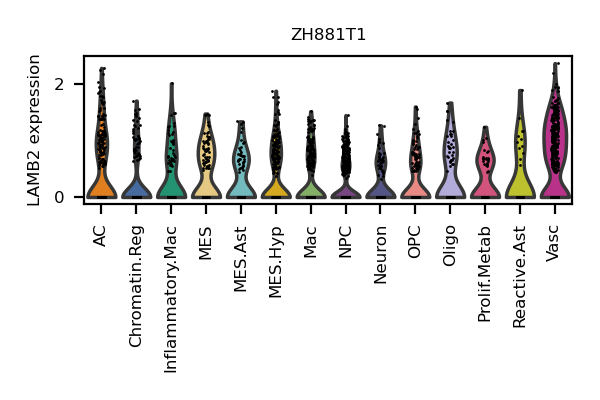 ZH881T1
LAMB2 expression
2
0
AC
Chromatin.Reg
Inflammatory.Mac
MES
MES.Ast
MES.Hyp
Mac
NPC
Neuron
OPC
Oligo
Prolif.Metab
Reactive.Ast
Vasc